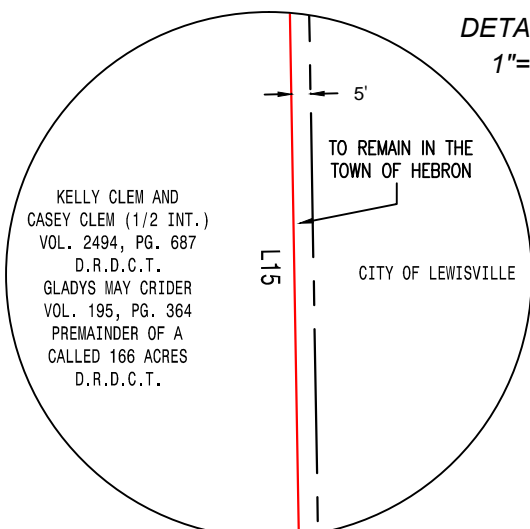 DETA
1"=
5'
TO REMAIN IN THE
TOWN OF HEBRON
KELLY CLEM AND
CASEY CLEM (1/2 INT.)
VOL. 2494, PG. 687
D.R.D.C.T.
GLADYS MAY CRIDER
VOL. 195, PG. 364
PREMAINDER OF A
CALLED 166 ACRES
D.R.D.C.T.
L15
CITY OF LEWISVILLE